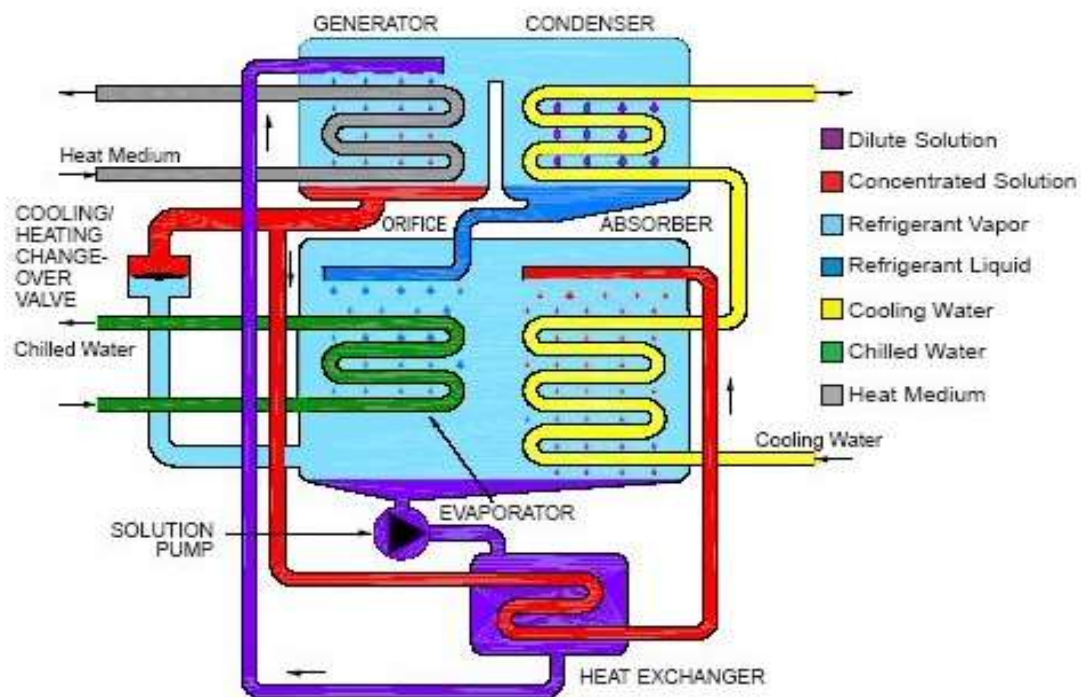 GENERATOR
CONDENSER
Heat Medium
COOLING/
HEATING
CHANGE-
OVER
VALVE
ORIFICE
ABSORBER
Chilled Water
Cooling Water
EVAPORATOR
SOLUTION
PUMP
HEAT EXCHANGER
Dilute Solution
Concentrated Solution
Refrigerant Vapor
Refrigerant Liquid
Cooling Water
Chilled Water
Heat Medium